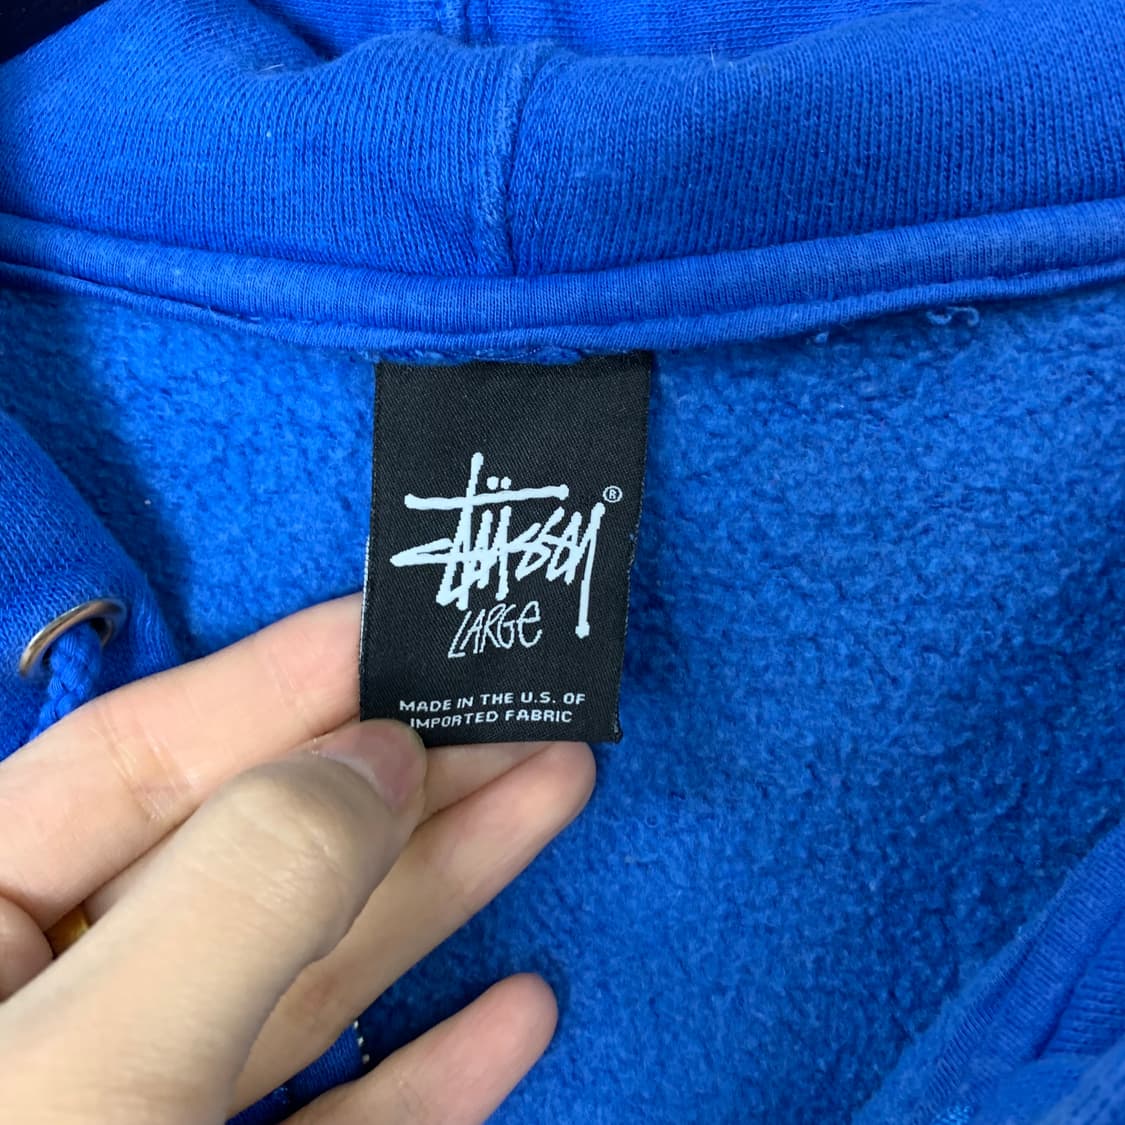 Stüssy ®
LARGE
MADE IN THE U.S. OF
IMPORTED FABRIC